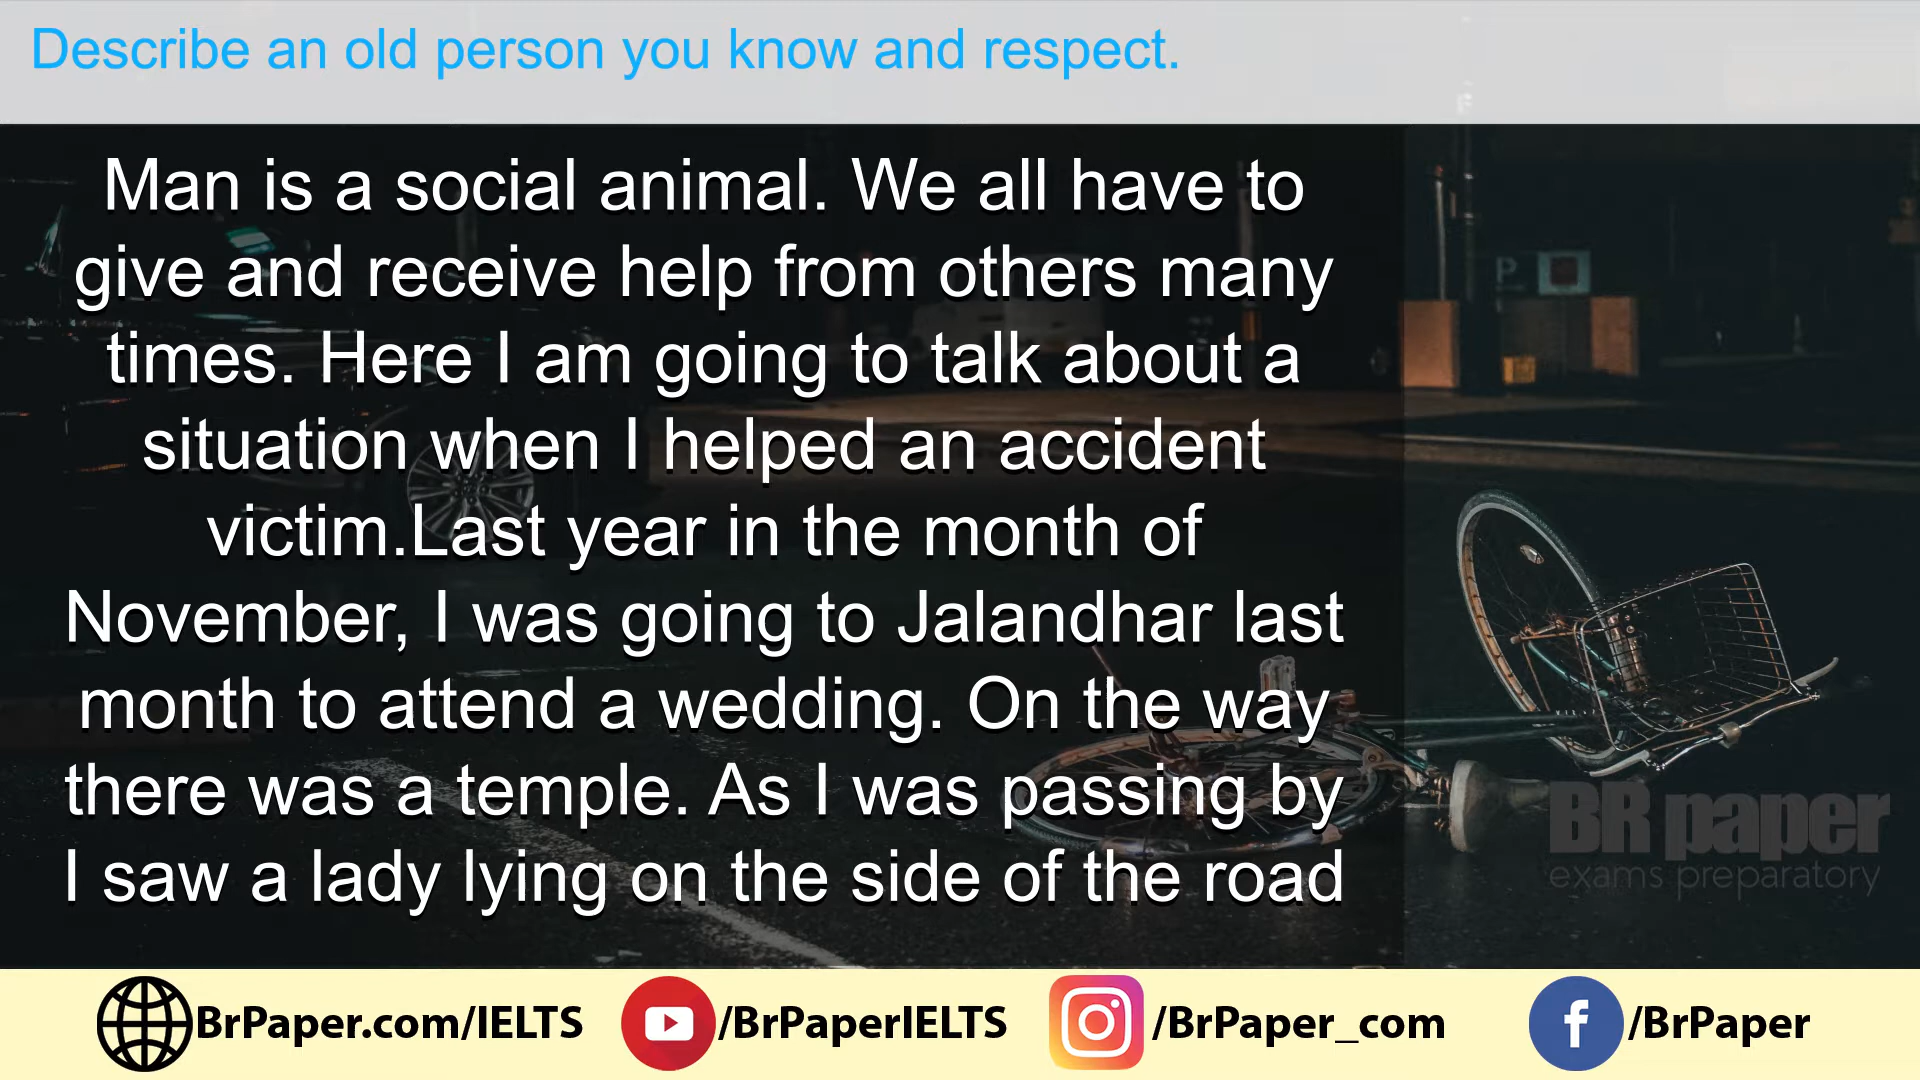 Describe an old person you know and respect.
Man is a social animal. We all have to
give and receive help from others many
times. Here I am going to talk about a
situation when I helped an accident
victim.Last year in the month of
November, I was going to Jalandhar last
month to attend a wedding. On the way
there was a temple. As I was passing by
I saw a lady lying on the side of the road
P
BR paper
exams preparatory
BrPaper.com/IELTS
/BrPaperIELTS
/BrPaper_com
/BrPaper